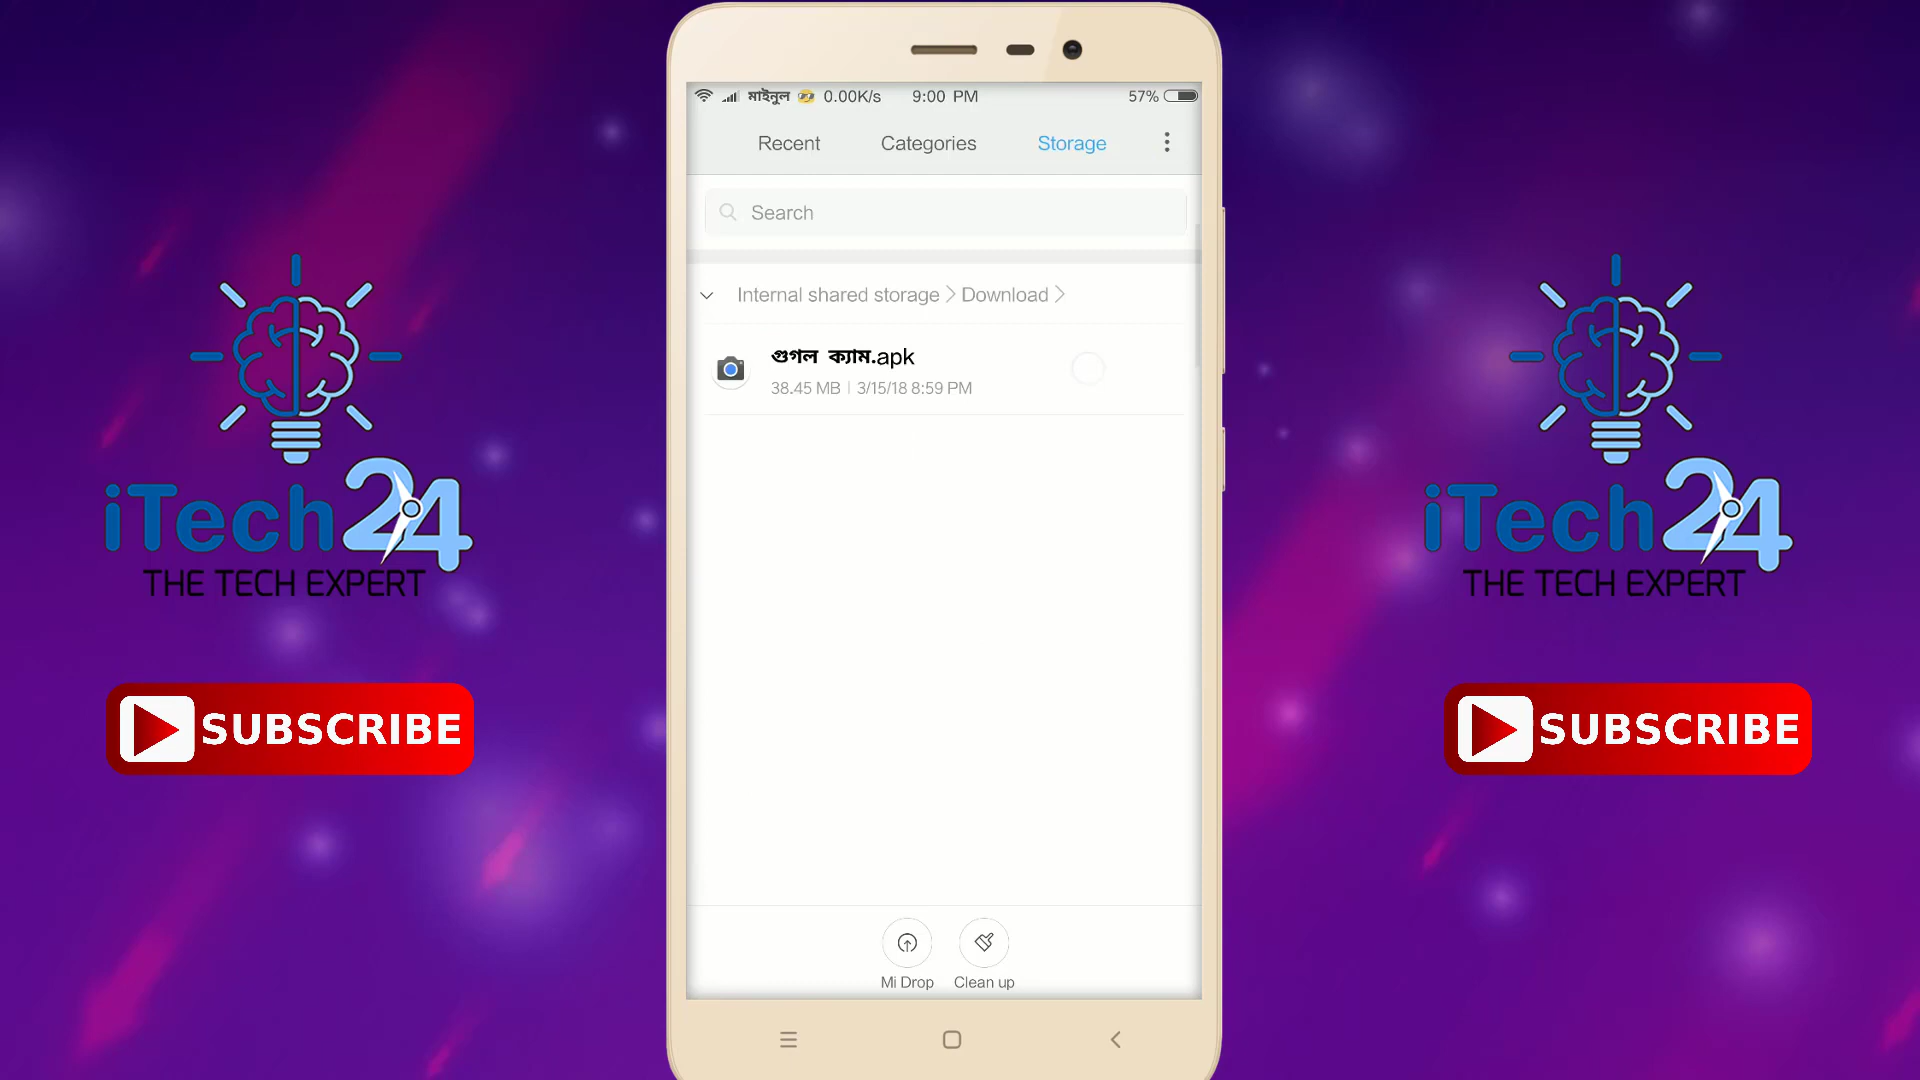 মাইনুল 0.00K/s 9:00 PM 57%
Recent Categories Storage
Search
Internal shared storage > Download >
গুগল ক্যাম.apk
38.45 MB | 3/15/18 8:59 PM
Mi Drop Clean up
iTech24
THE TECH EXPERT
SUBSCRIBE
iTech24
THE TECH EXPERT
SUBSCRIBE